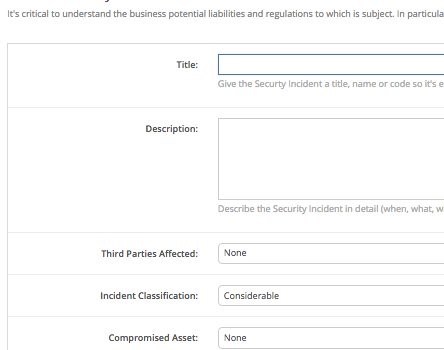 It's critical to understand the business potential liabilities and regulations to which is subject. In particula
Title:
Give the Securty Incident a title, name or code so it's e
Description:
Describe the Security Incident in detail (when, what, w
Third Parties Affected:
None
Incident Classification:
Considerable
Compromised Asset:
None